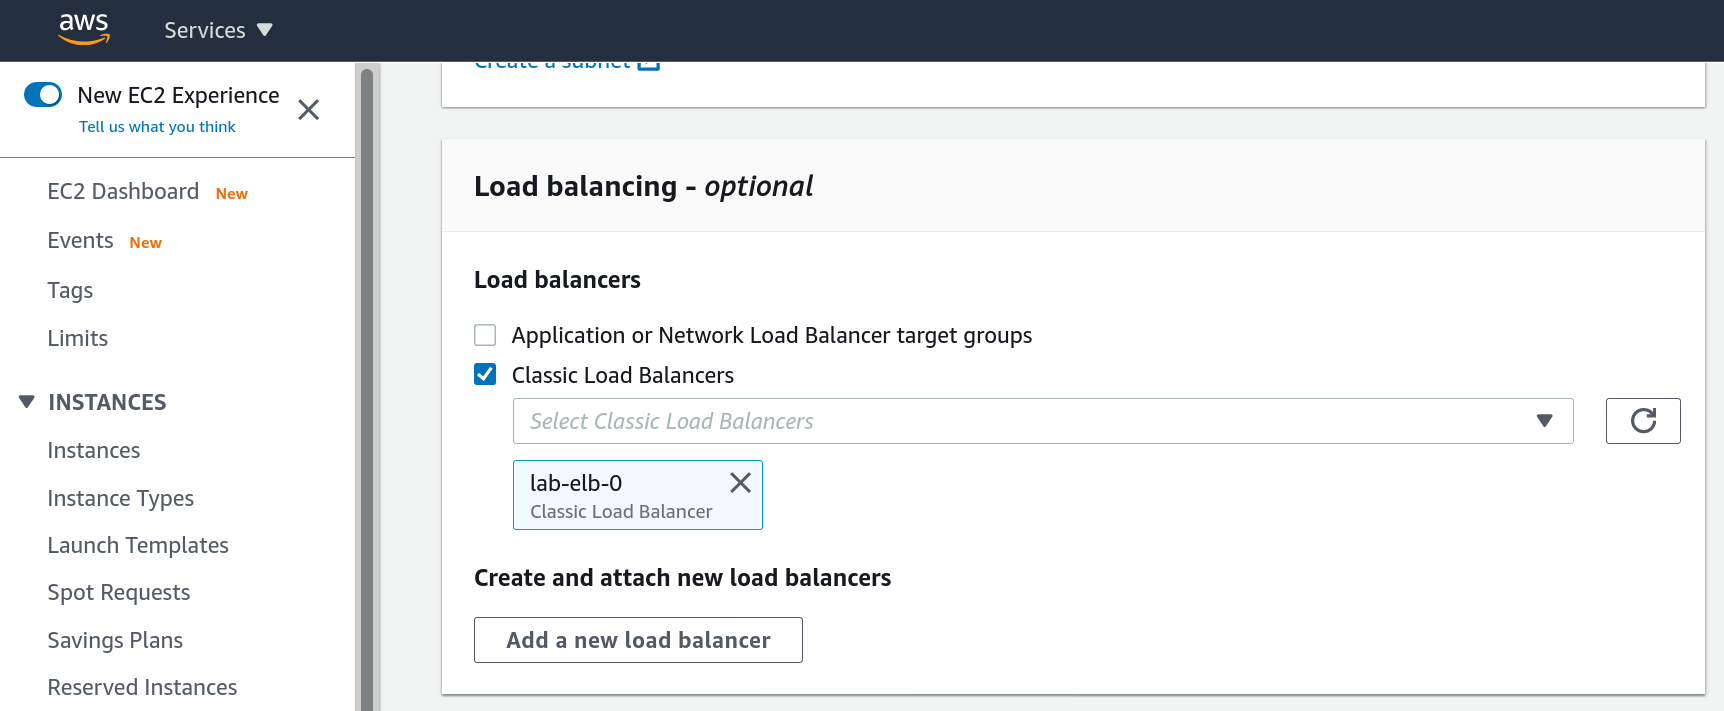 aws
Services
Create a subnet
New EC2 Experience
Tell us what you think
EC2 Dashboard New
Events New
Tags
Limits
INSTANCES
Instances
Instance Types
Launch Templates
Spot Requests
Savings Plans
Reserved Instances
Load balancing - optional
Load balancers
Application or Network Load Balancer target groups
Classic Load Balancers
Select Classic Load Balancers
lab-elb-0
Classic Load Balancer
Create and attach new load balancers
Add a new load balancer